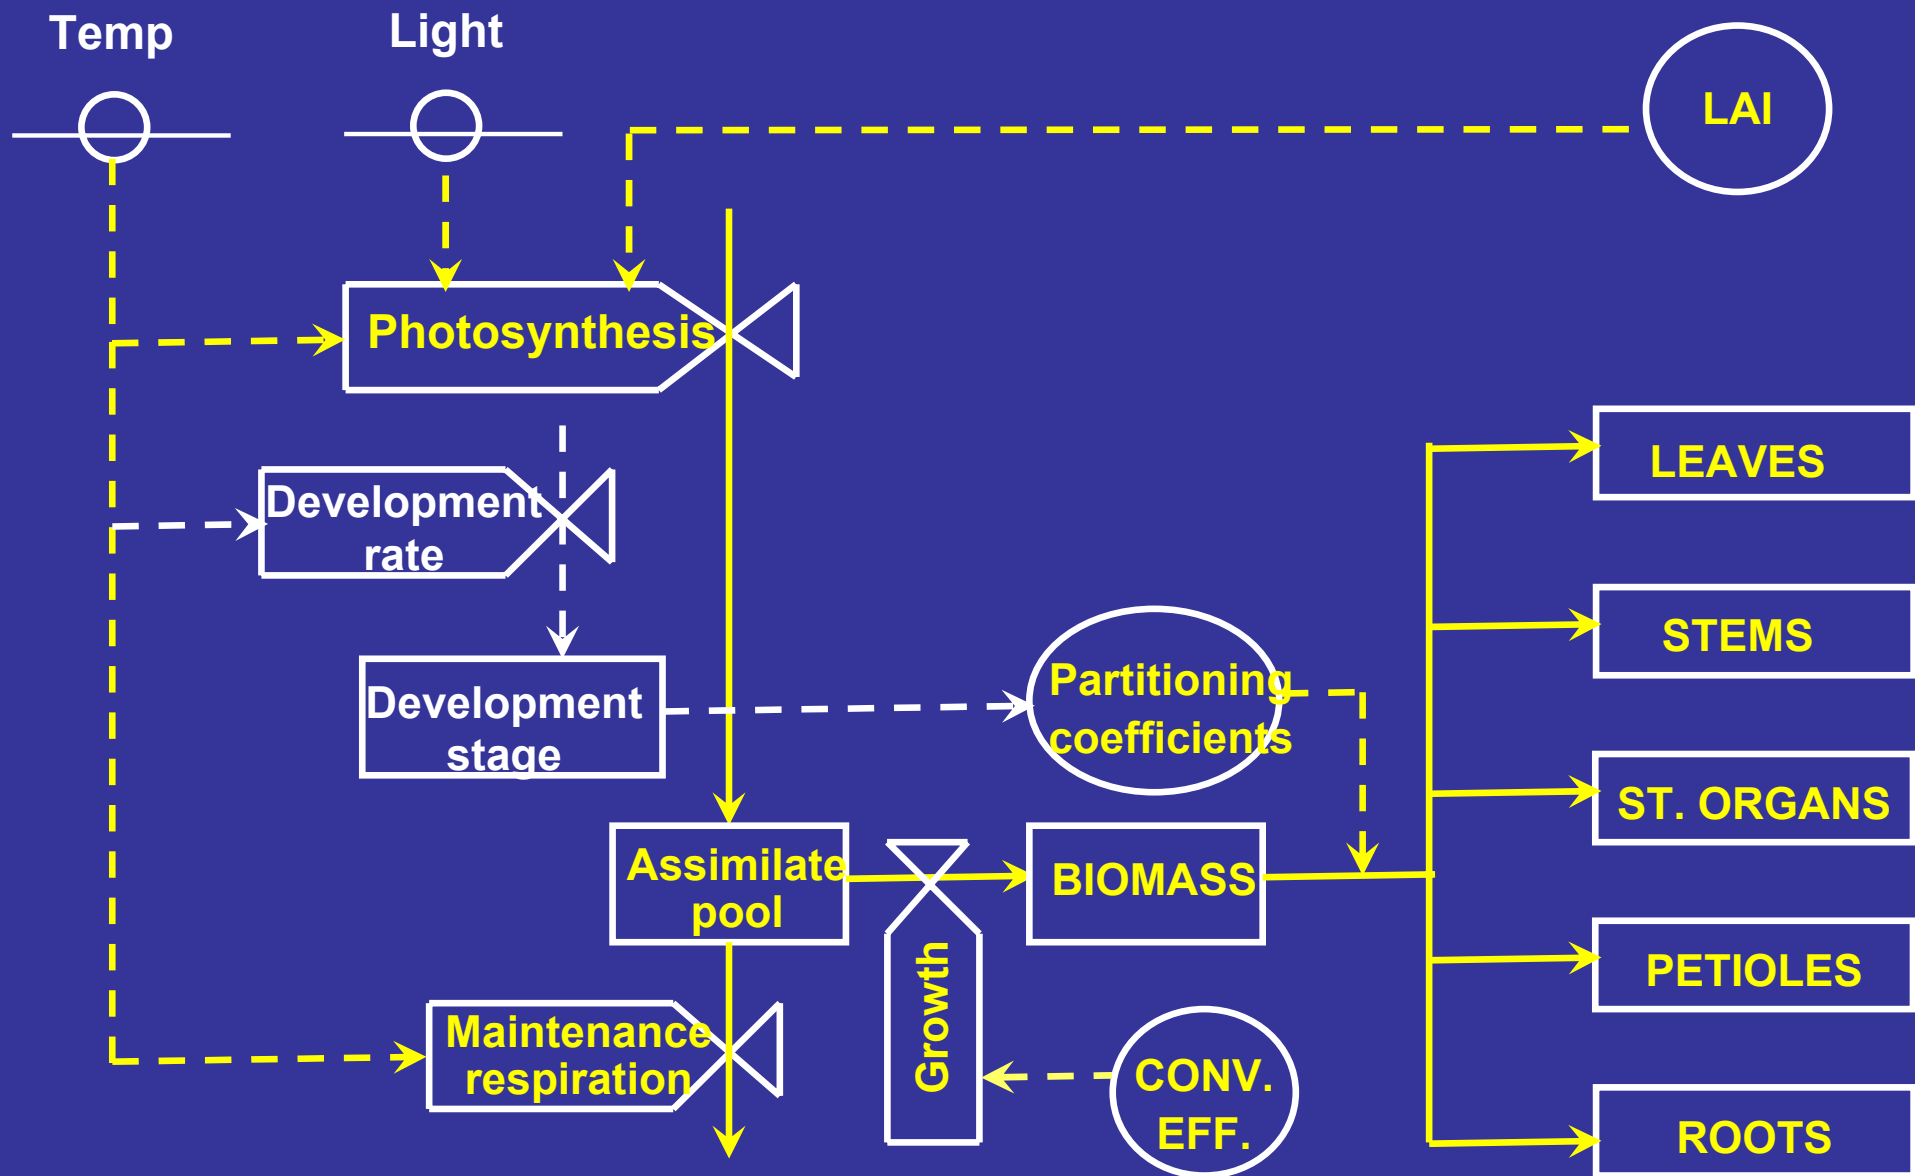 Temp
Light
LAI
Photosynthesis
LEAVES
Development
rate
STEMS
Partitioning
coefficients
Development
stage
ST. ORGANS
Assimilate
pool
BIOMASS
PETIOLES
Growth
Maintenance
respiration
CONV.
EFF.
ROOTS